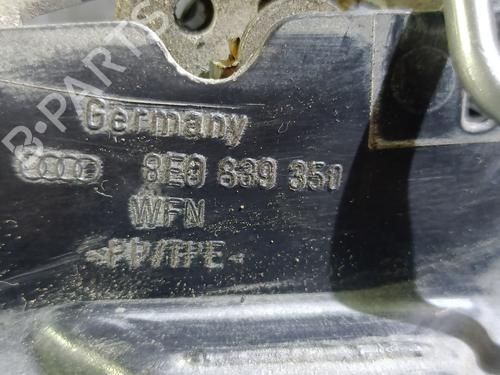 B-PARTS
Germany
8E0 839 351
WFN
>PP/TPE<